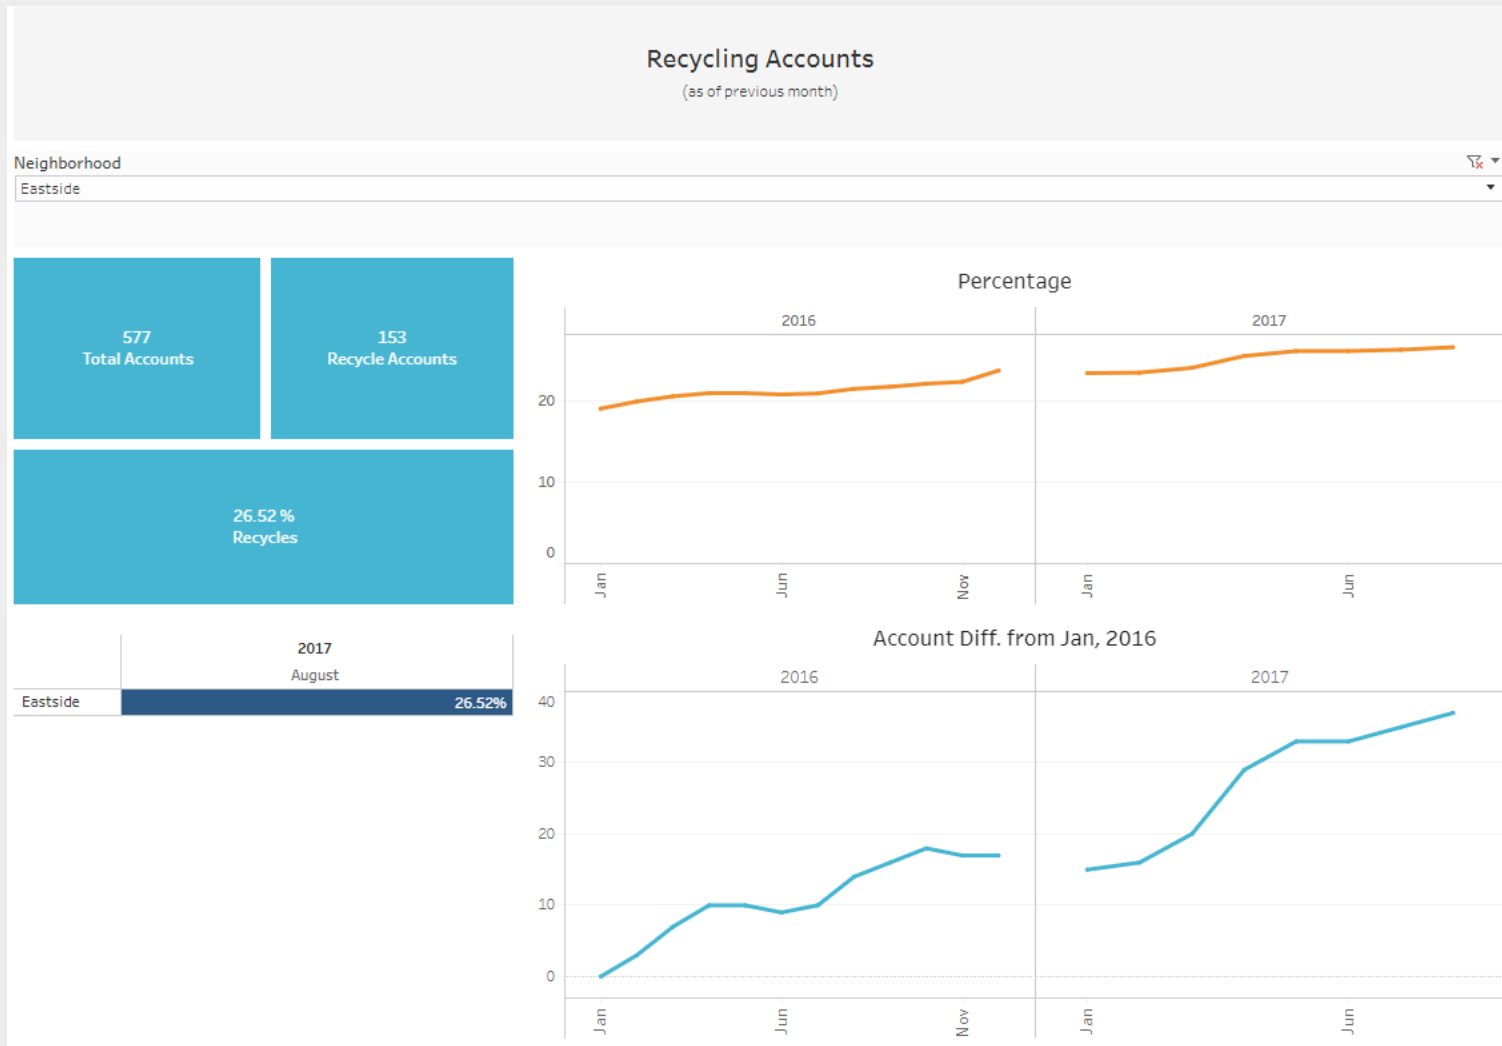 Recycling Accounts
(as of previous month)
Neighborhood
Eastside
577
Total Accounts
153
Recycle Accounts
26.52 %
Recycles
2017
August
Eastside
26.52%
Percentage
2016
2017
20
10
0
Jan
Jun
Nov
Jan
Jun
Account Diff. from Jan, 2016
2016
2017
40
30
20
10
0
Jan
Jun
Nov
Jan
Jun